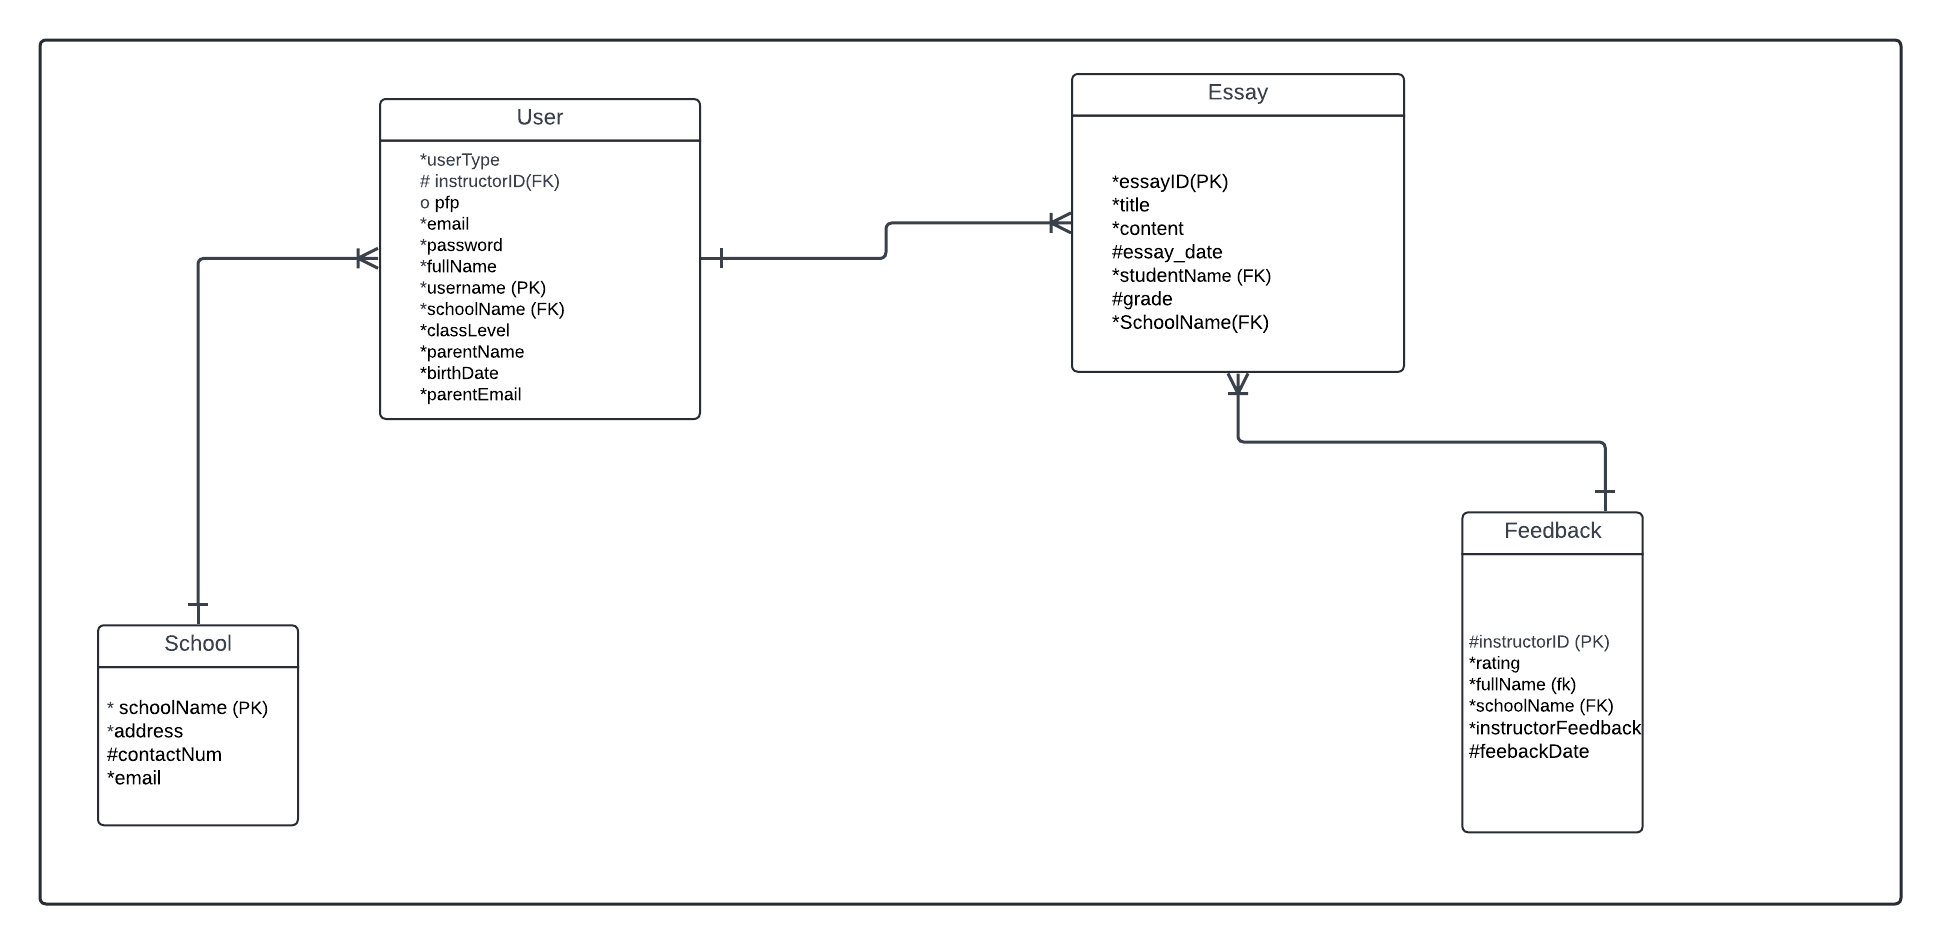 User
*userType
# instructorID(FK)
o pfp
*email
*password
*fullName
*username (PK)
*schoolName (FK)
*classLevel
*parentName
*birthDate
*parentEmail
Essay
*essayID(PK)
*title
*content
#essay_date
*studentName (FK)
#grade
*SchoolName(FK)
School
* schoolName (PK)
*address
#contactNum
*email
Feedback
#instructorID (PK)
*rating
*fullName (fk)
*schoolName (FK)
*instructorFeedback
#feebackDate